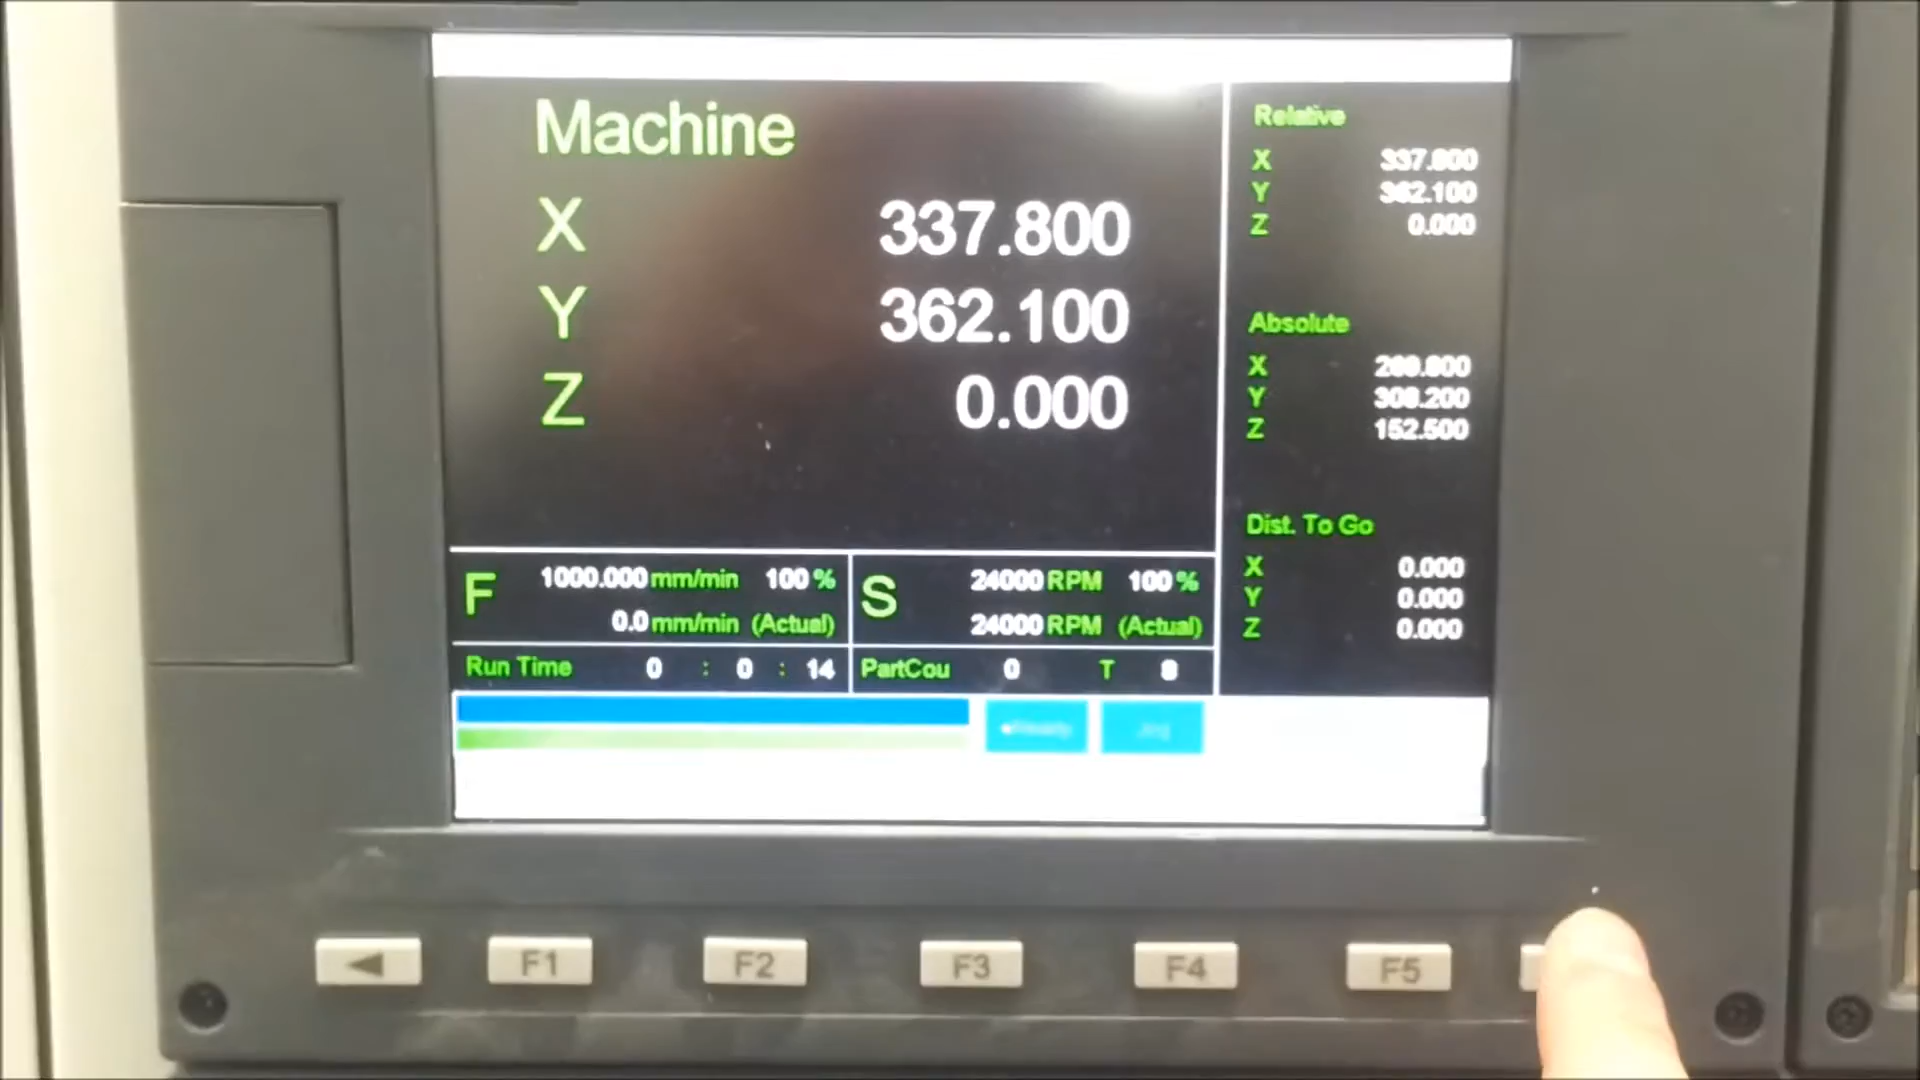 Machine
X 337.800
Y 362.100
Z 0.000
Relative
X 337.800
Y 362.100
Z 0.000
Absolute
X
Y
Z 152.500
Dist. To Go
X 0.000
Y 0.000
Z 0.000
F 1000.000 mm/min 100 %
0.0 mm/min (Actual)
S 24000 RPM 100 %
24000 RPM (Actual)
Run Time 0 : 0 : 14
PartCou 0 T
Ready
◀ F1 F2 F3 F4 F5